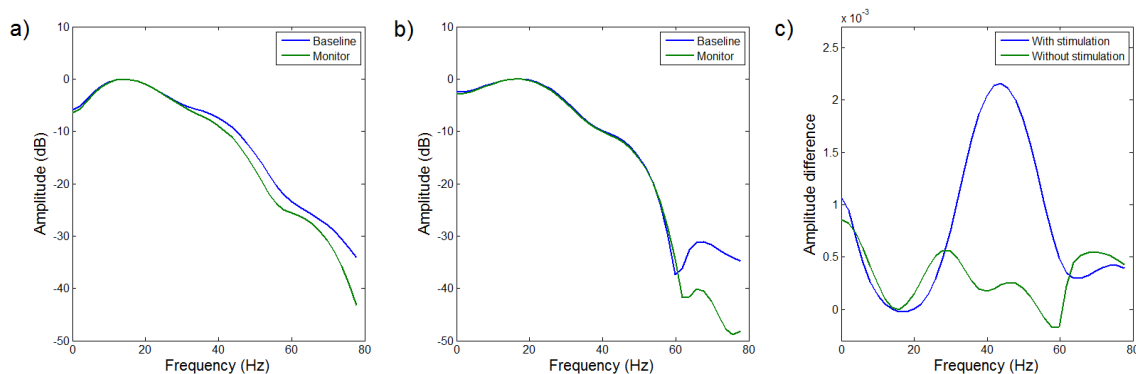 a)
10
0
-10
-20
-30
-40
-50
0 20 40 60 80
Amplitude (dB)
Frequency (Hz)
Baseline
Monitor
b)
10
0
-10
-20
-30
-40
-50
0 20 40 60 80
Amplitude (dB)
Frequency (Hz)
Baseline
Monitor
c)
x 10⁻³
2.5
2
1.5
1
0.5
0
0 20 40 60 80
Amplitude difference
Frequency (Hz)
With stimulation
Without stimulation